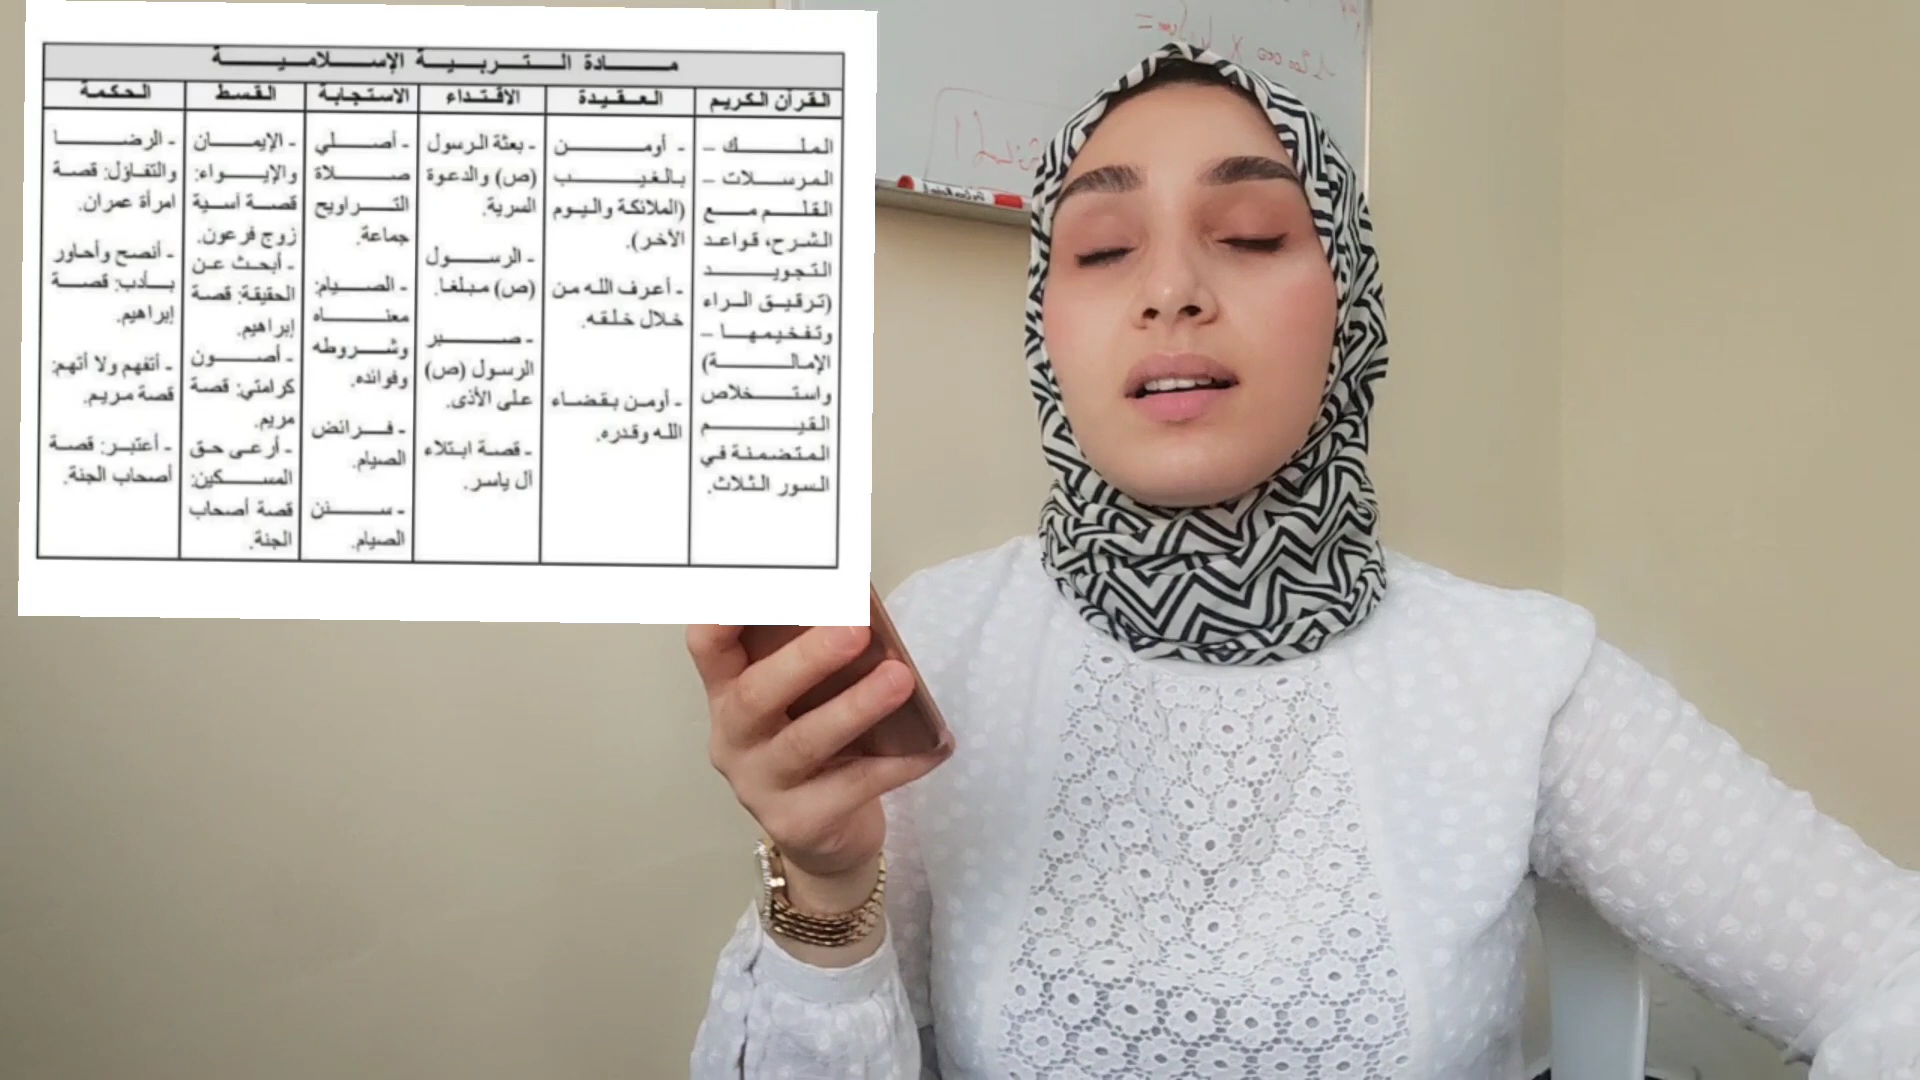 مادة التربية الإسلامية
القرآن الكريم
العقيدة
الاقتداء
الاستجابة
القسط
الحكمة
الملك –
المرسلات –
القلم مع
الشرح، قواعد
التجويد
(ترقيق الراء
وتفخيمها –
الإمالة)
واستخلاص
القيم
المتضمنة في
السور الثلاث.
- أومن
بالغيب
(الملائكة واليوم
الآخر).
- أعرف الله من
خلال خلقه.
- أومن بقضاء
الله وقدره.
- بعثة الرسول
(ص) والدعوة
السرية.
- الرسول
(ص) مبلغا.
- صبر
الرسول (ص)
على الأذى.
- قصة ابتلاء
آل ياسر.
- أصلي
صلاة
التراويح
جماعة.
- الصيام:
معناه
وشروطه
وفوائده.
- فرائض
الصيام.
- سنن
الصيام.
- الإيمان
والإيواء:
قصة آسية
زوج فرعون.
- أبحث عن
الحقيقة: قصة
إبراهيم.
- أصون
كرامتي: قصة
مريم.
- أرعى حق
المسكين:
قصة أصحاب
الجنة.
- الرضا
والتفاؤل: قصة
امرأة عمران.
- أنصح وأحاور
بأدب: قصة
إبراهيم.
- أتفهم ولا أتهم:
قصة مريم.
- أعتبر: قصة
أصحاب الجنة.